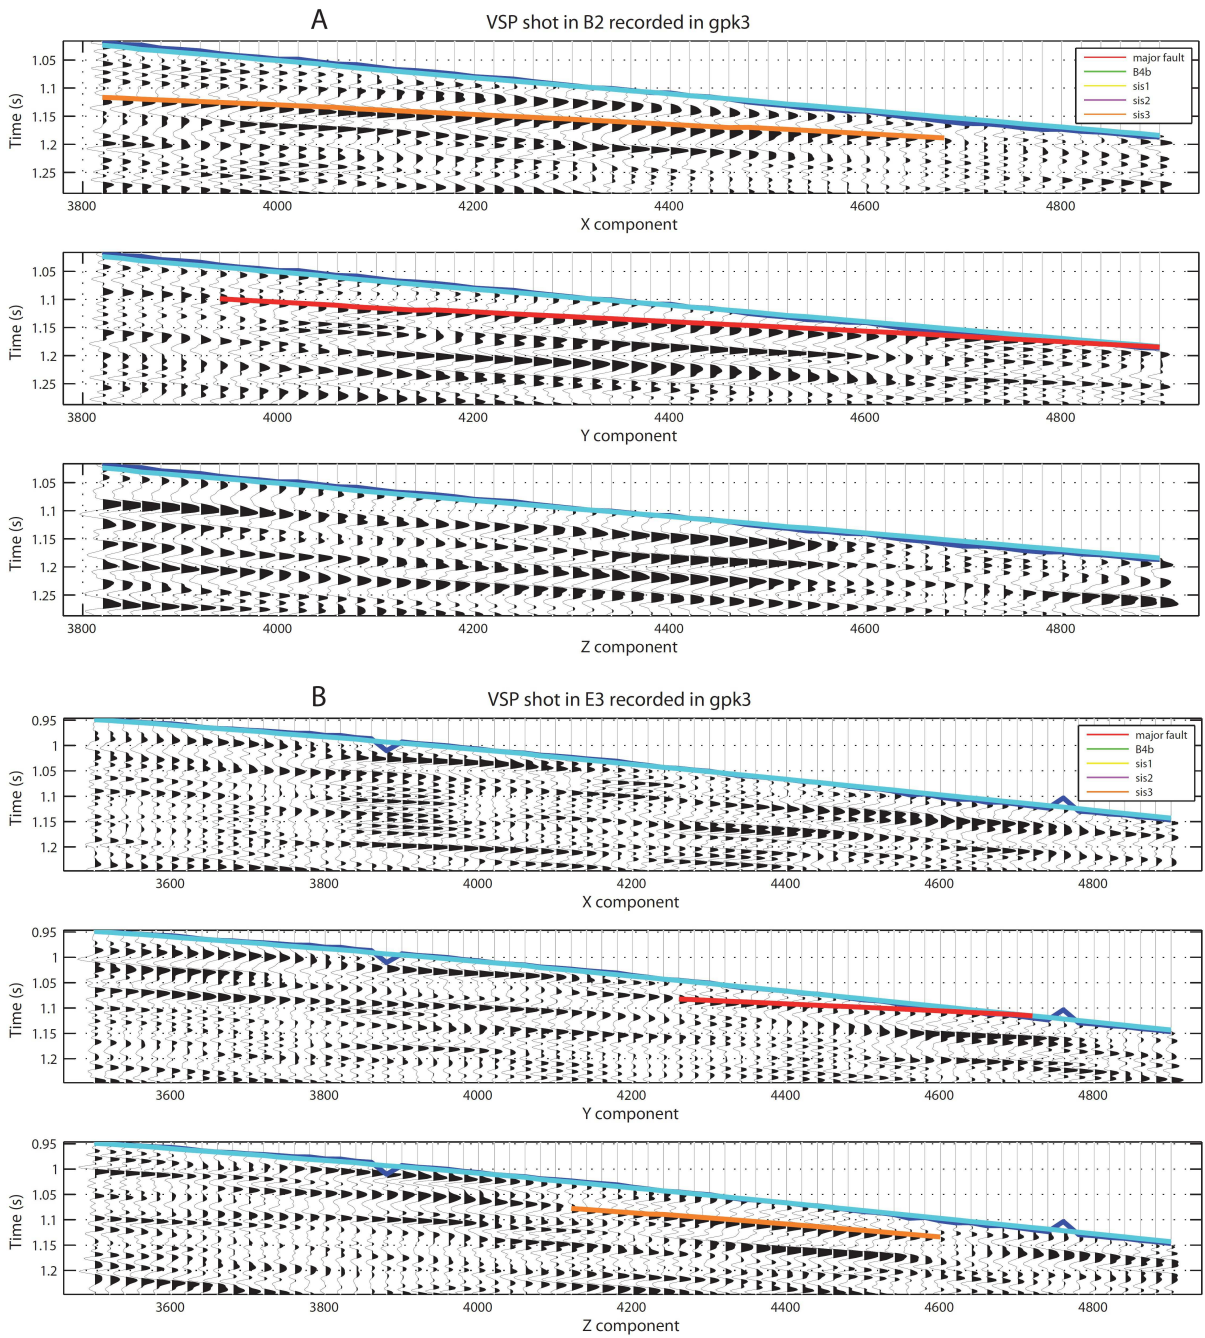 A
VSP shot in B2 recorded in gpk3
major fault
B4b
sis1
sis2
sis3
Time (s)
1.05
1.1
1.15
1.2
1.25
3800 4000 4200 4400 4600 4800
X component
Time (s)
1.05
1.1
1.15
1.2
1.25
3800 4000 4200 4400 4600 4800
Y component
Time (s)
1.05
1.1
1.15
1.2
1.25
3800 4000 4200 4400 4600 4800
Z component
B
VSP shot in E3 recorded in gpk3
major fault
B4b
sis1
sis2
sis3
Time (s)
0.95
1
1.05
1.1
1.15
1.2
3600 3800 4000 4200 4400 4600 4800
X component
Time (s)
0.95
1
1.05
1.1
1.15
1.2
3600 3800 4000 4200 4400 4600 4800
Y component
Time (s)
0.95
1
1.05
1.1
1.15
1.2
3600 3800 4000 4200 4400 4600 4800
Z component